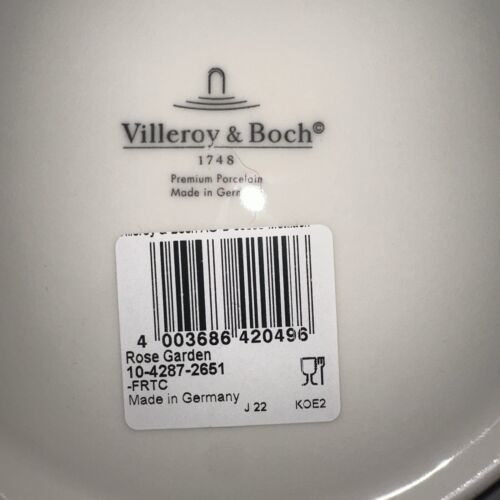 Villeroy & Boch©
1748
Premium Porcelain
Made in
4 003686 420496
Rose Garden
10-4287-2651
-FRTC
Made in Germany
J 22 KOE2